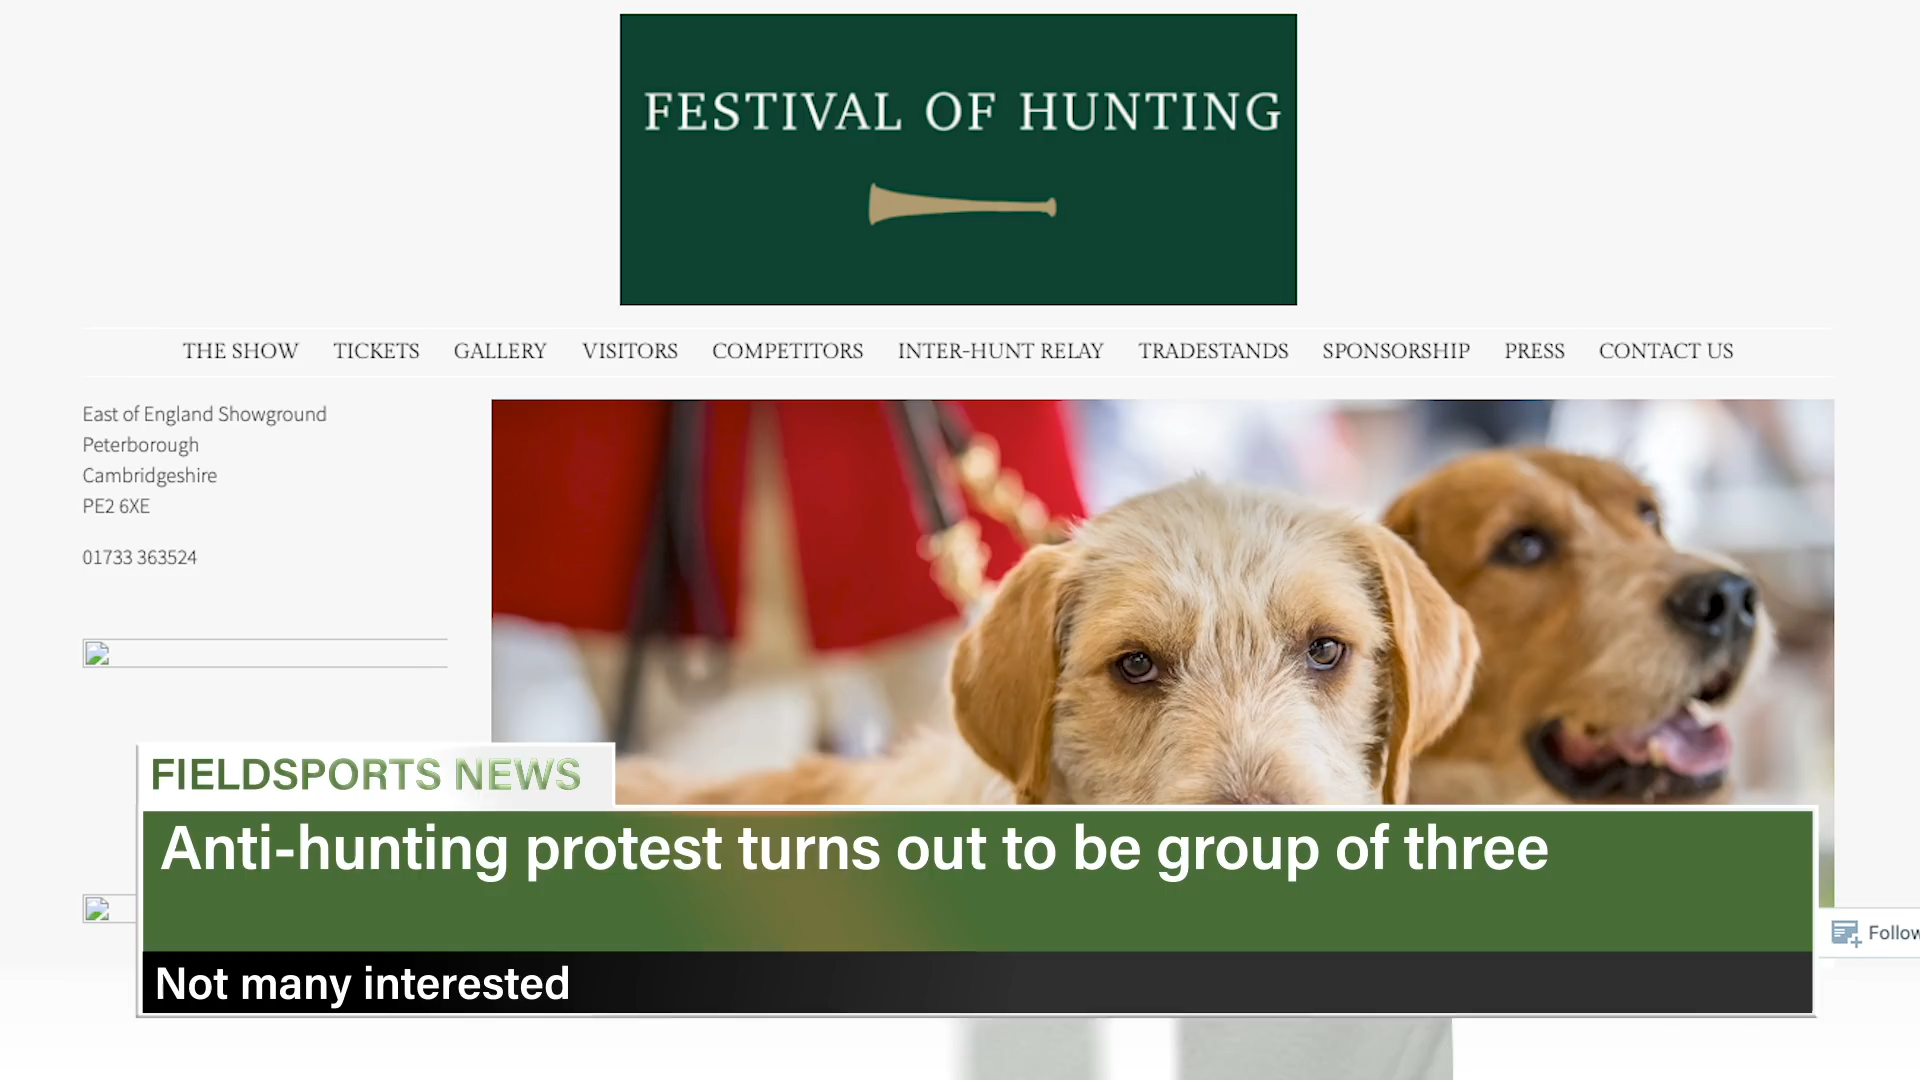 FESTIVAL OF HUNTING
THE SHOW TICKETS GALLERY VISITORS COMPETITORS INTER-HUNT RELAY TRADESTANDS SPONSORSHIP PRESS CONTACT US
East of England Showground
Peterborough
Cambridgeshire
PE2 6XE
01733 363524
FIELDSPORTS NEWS
Anti-hunting protest turns out to be group of three
Not many interested
Follow